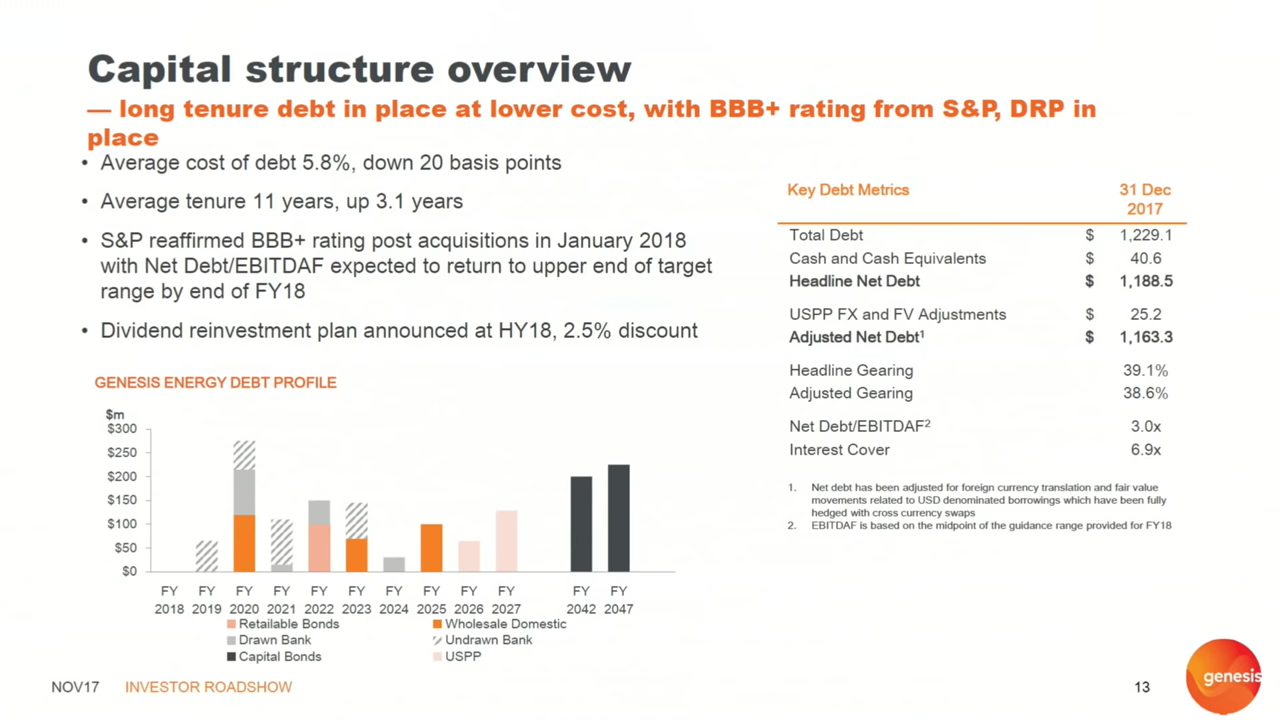 Capital structure overview
— long tenure debt in place at lower cost, with BBB+ rating from S&P, DRP in
place
• Average cost of debt 5.8%, down 20 basis points
• Average tenure 11 years, up 3.1 years
• S&P reaffirmed BBB+ rating post acquisitions in January 2018
with Net Debt/EBITDAF expected to return to upper end of target
range by end of FY18
• Dividend reinvestment plan announced at HY18, 2.5% discount
GENESIS ENERGY DEBT PROFILE
$m
$300
$250
$200
$150
$100
$50
$0
FY FY FY FY FY FY FY FY FY FY FY FY
2018 2019 2020 2021 2022 2023 2024 2025 2026 2027 2042 2047
Retailable Bonds Wholesale Domestic
Drawn Bank Undrawn Bank
Capital Bonds USPP
Key Debt Metrics 31 Dec
2017
Total Debt $ 1,229.1
Cash and Cash Equivalents $ 40.6
Headline Net Debt $ 1,188.5
USPP FX and FV Adjustments $ 25.2
Adjusted Net Debt¹ $ 1,163.3
Headline Gearing 39.1%
Adjusted Gearing 38.6%
Net Debt/EBITDAF² 3.0x
Interest Cover 6.9x
1. Net debt has been adjusted for foreign currency translation and fair value
movements related to USD denominated borrowings which have been fully
hedged with cross currency swaps
2. EBITDAF is based on the midpoint of the guidance range provided for FY18
NOV17 INVESTOR ROADSHOW
13
genesis